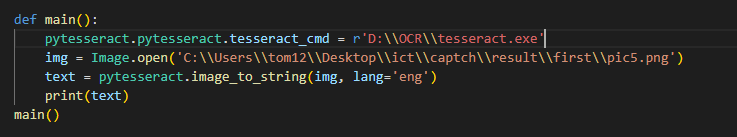 def main():
    pytesseract.pytesseract.tesseract_cmd = r'D:\\OCR\\tesseract.exe'
    img = Image.open('C:\\Users\\tom12\\Desktop\\ict\\captch\\result\\first\\pic5.png')
    text = pytesseract.image_to_string(img, lang='eng')
    print(text)
main()